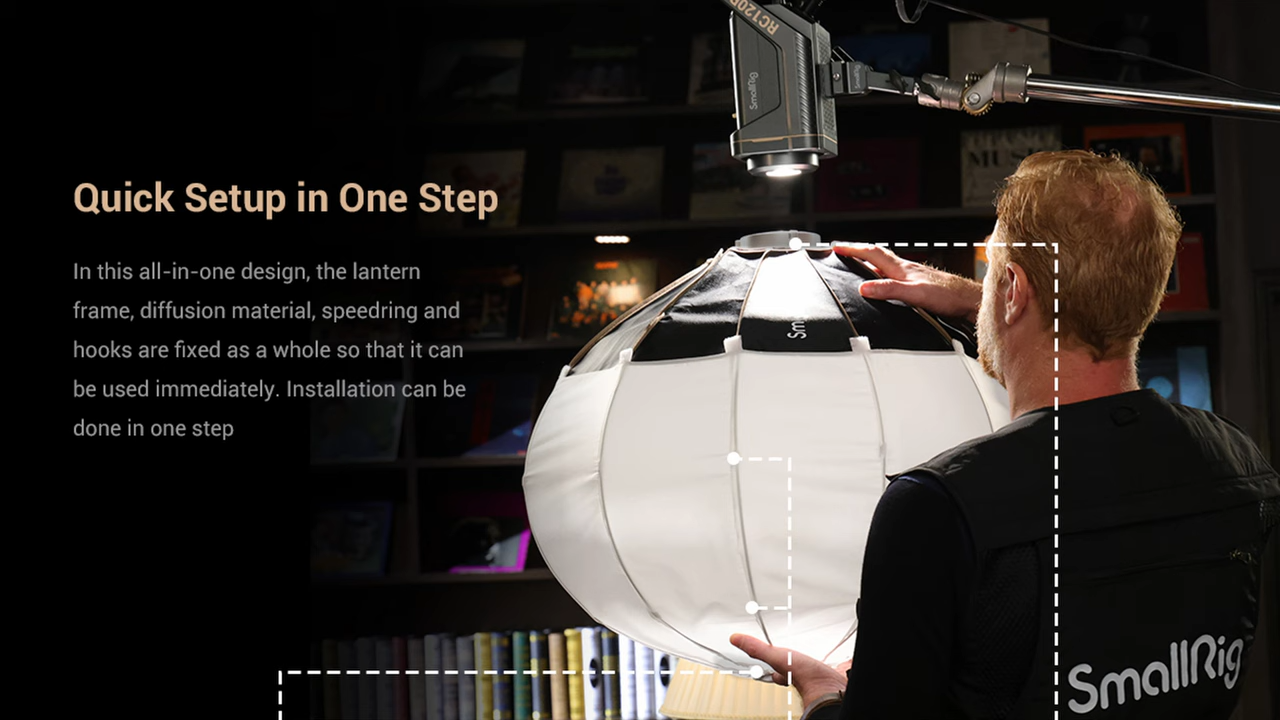 Quick Setup in One Step
In this all-in-one design, the lantern
frame, diffusion material, speedring and
hooks are fixed as a whole so that it can
be used immediately. Installation can be
done in one step
SmallRig
SmallRig